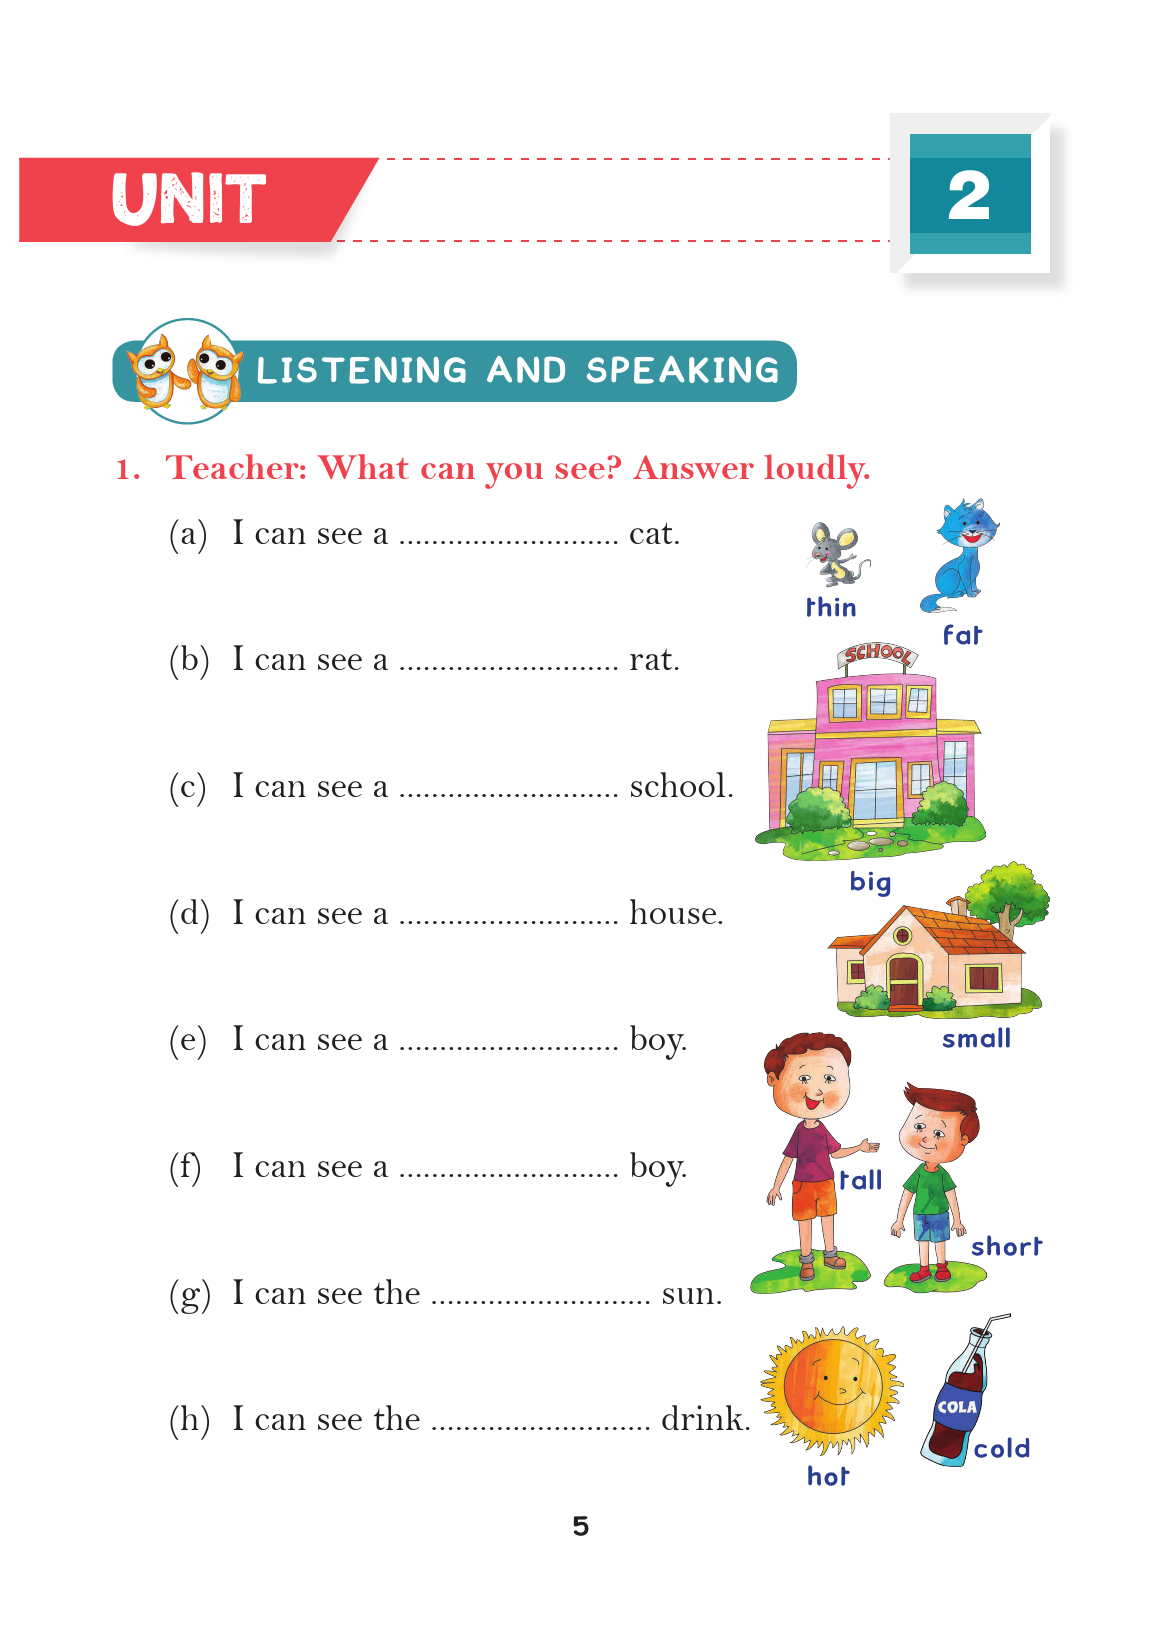 UNIT
2
LISTENING AND SPEAKING
1. Teacher: What can you see? Answer loudly.
(a) I can see a ........................... cat.
thin
fat
(b) I can see a ........................... rat.
SCHOOL
(c) I can see a ........................... school.
big
(d) I can see a ........................... house.
small
(e) I can see a ........................... boy.
(f) I can see a ........................... boy.
tall
short
(g) I can see the ........................... sun.
(h) I can see the ........................... drink.
COLA
cold
hot
5